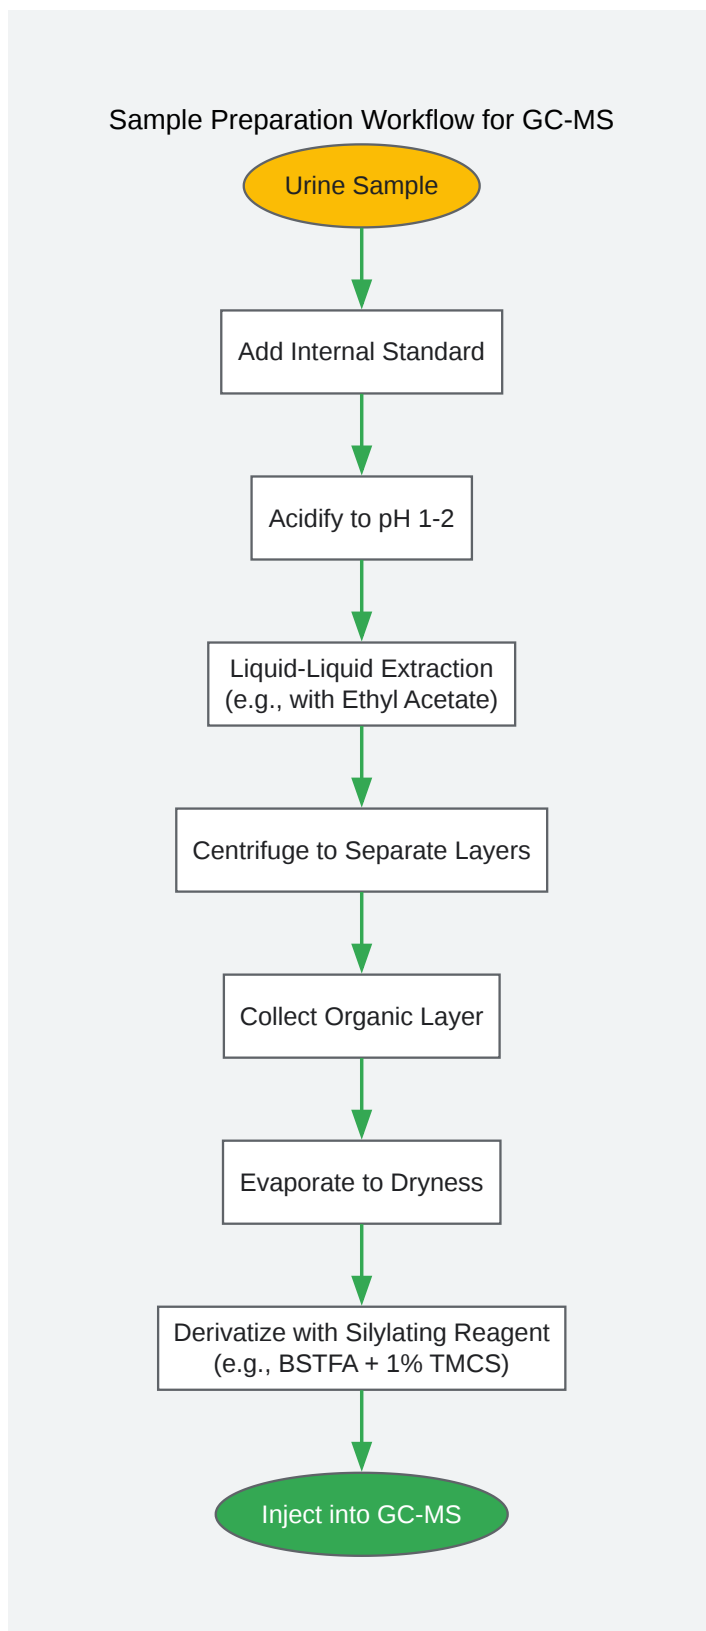 Sample Preparation Workflow for GC-MS
Urine Sample
Add Internal Standard
Acidify to pH 1-2
Liquid-Liquid Extraction
(e.g., with Ethyl Acetate)
Centrifuge to Separate Layers
Collect Organic Layer
Evaporate to Dryness
Derivatize with Silylating Reagent
(e.g., BSTFA + 1% TMCS)
Inject into GC-MS